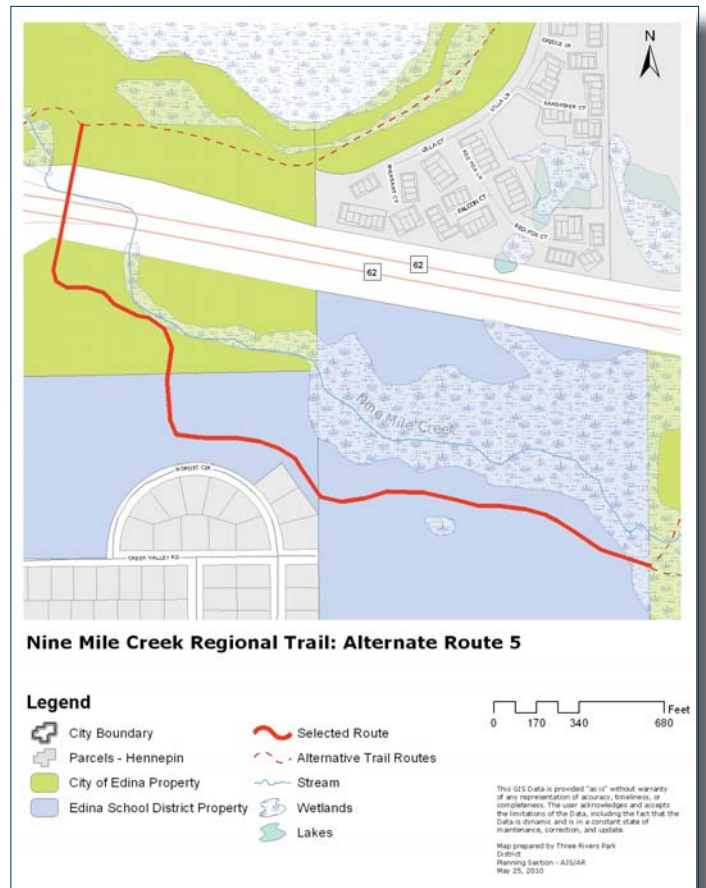 N
ORIOLE LN
VILLA LN
SANDPIPER CT
VILLA CT
RED FOX LN
PHEASANT CT
FALCON CT
RED FOX CT
62
62
Nine Mile Creek
NORDIC CIR
CREEK VALLEY RD
Nine Mile Creek Regional Trail: Alternate Route 5
Legend
City Boundary
Parcels - Hennepin
City of Edina Property
Edina School District Property
Selected Route
Alternative Trail Routes
Stream
Wetlands
Lakes
Feet
0 170 340 680
This GIS Data is provided "as is" without warranty
of any representation of accuracy, timeliness, or
completeness. The user acknowledges and accepts
the limitations of the Data, including the fact that the
Data is dynamic and is in a constant state of
maintenance, correction, and update.
Map prepared by Three Rivers Park
District
Planning Section - AJS/AR
May 25, 2010